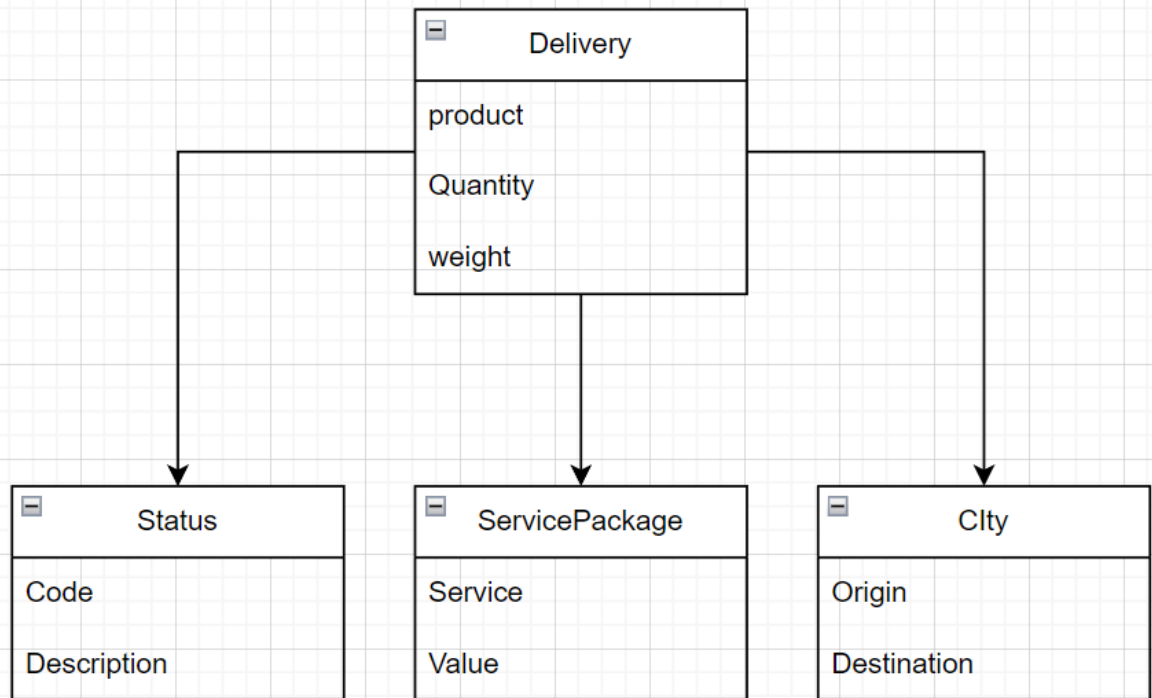 Delivery
product
Quantity
weight
Status
Code
Description
ServicePackage
Service
Value
CIty
Origin
Destination